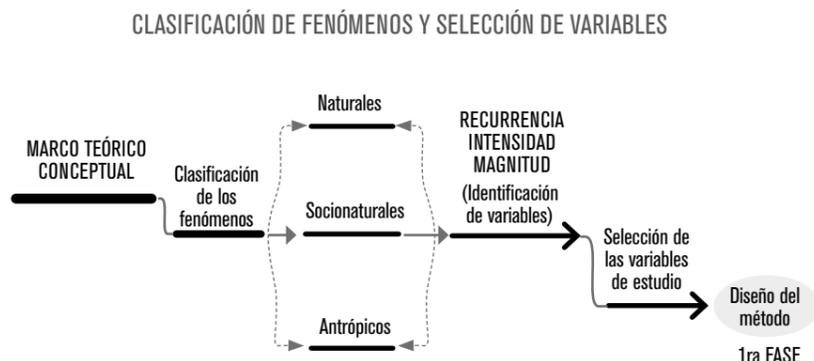 CLASIFICACIÓN DE FENÓMENOS Y SELECCIÓN DE VARIABLES
MARCO TEÓRICO
CONCEPTUAL
Clasificación
de los
fenómenos
Naturales
Socionaturales
Antrópicos
RECURRENCIA
INTENSIDAD
MAGNITUD
(Identificación
de variables)
Selección de
las variables
de estudio
Diseño del
método
1ra FASE